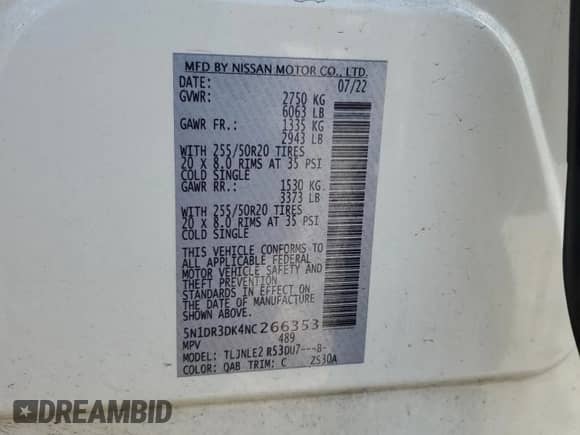 MFD BY NISSAN MOTOR CO., LTD.
DATE: 07/22
GVWR: 2750 KG
6063 LB
GAWR FR.: 1335 KG
2943 LB
WITH 255/50R20 TIRES
20 X 8.0 RIMS AT 35 PSI
COLD SINGLE
GAWR RR.: 1530 KG
3373 LB
WITH 255/50R20 TIRES
20 X 8.0 RIMS AT 35 PSI
COLD SINGLE
THIS VEHICLE CONFORMS TO
ALL APPLICABLE FEDERAL
MOTOR VEHICLE SAFETY AND
THEFT PREVENTION
STANDARDS IN EFFECT ON
THE DATE OF MANUFACTURE
SHOWN ABOVE.
5N1DR3DK4NC266353
MPV 489
MODEL: TLJNLE2 R53DU7---8-
COLOR: QAB TRIM: C ZS30A
DREAMBID